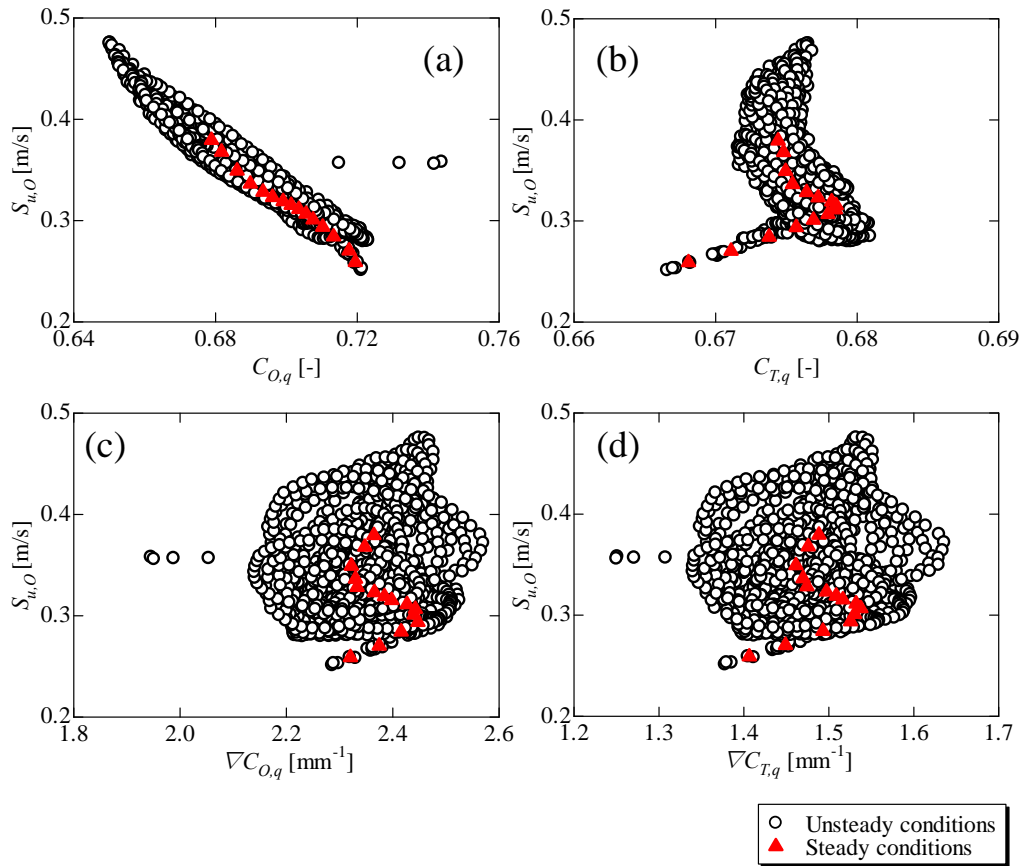 0.5
0.4
0.3
0.2
S_{u,O} [m/s]
(a)
0.64
0.68
0.72
0.76
C_{O,q} [-]
0.5
0.4
0.3
0.2
S_{u,O} [m/s]
(b)
0.66
0.67
0.68
0.69
C_{T,q} [-]
0.5
0.4
0.3
0.2
S_{u,O} [m/s]
(c)
1.8
2.0
2.2
2.4
2.6
∇C_{O,q} [mm⁻¹]
0.5
0.4
0.3
0.2
S_{u,O} [m/s]
(d)
1.2
1.3
1.4
1.5
1.6
1.7
∇C_{T,q} [mm⁻¹]
Unsteady conditions
Steady conditions